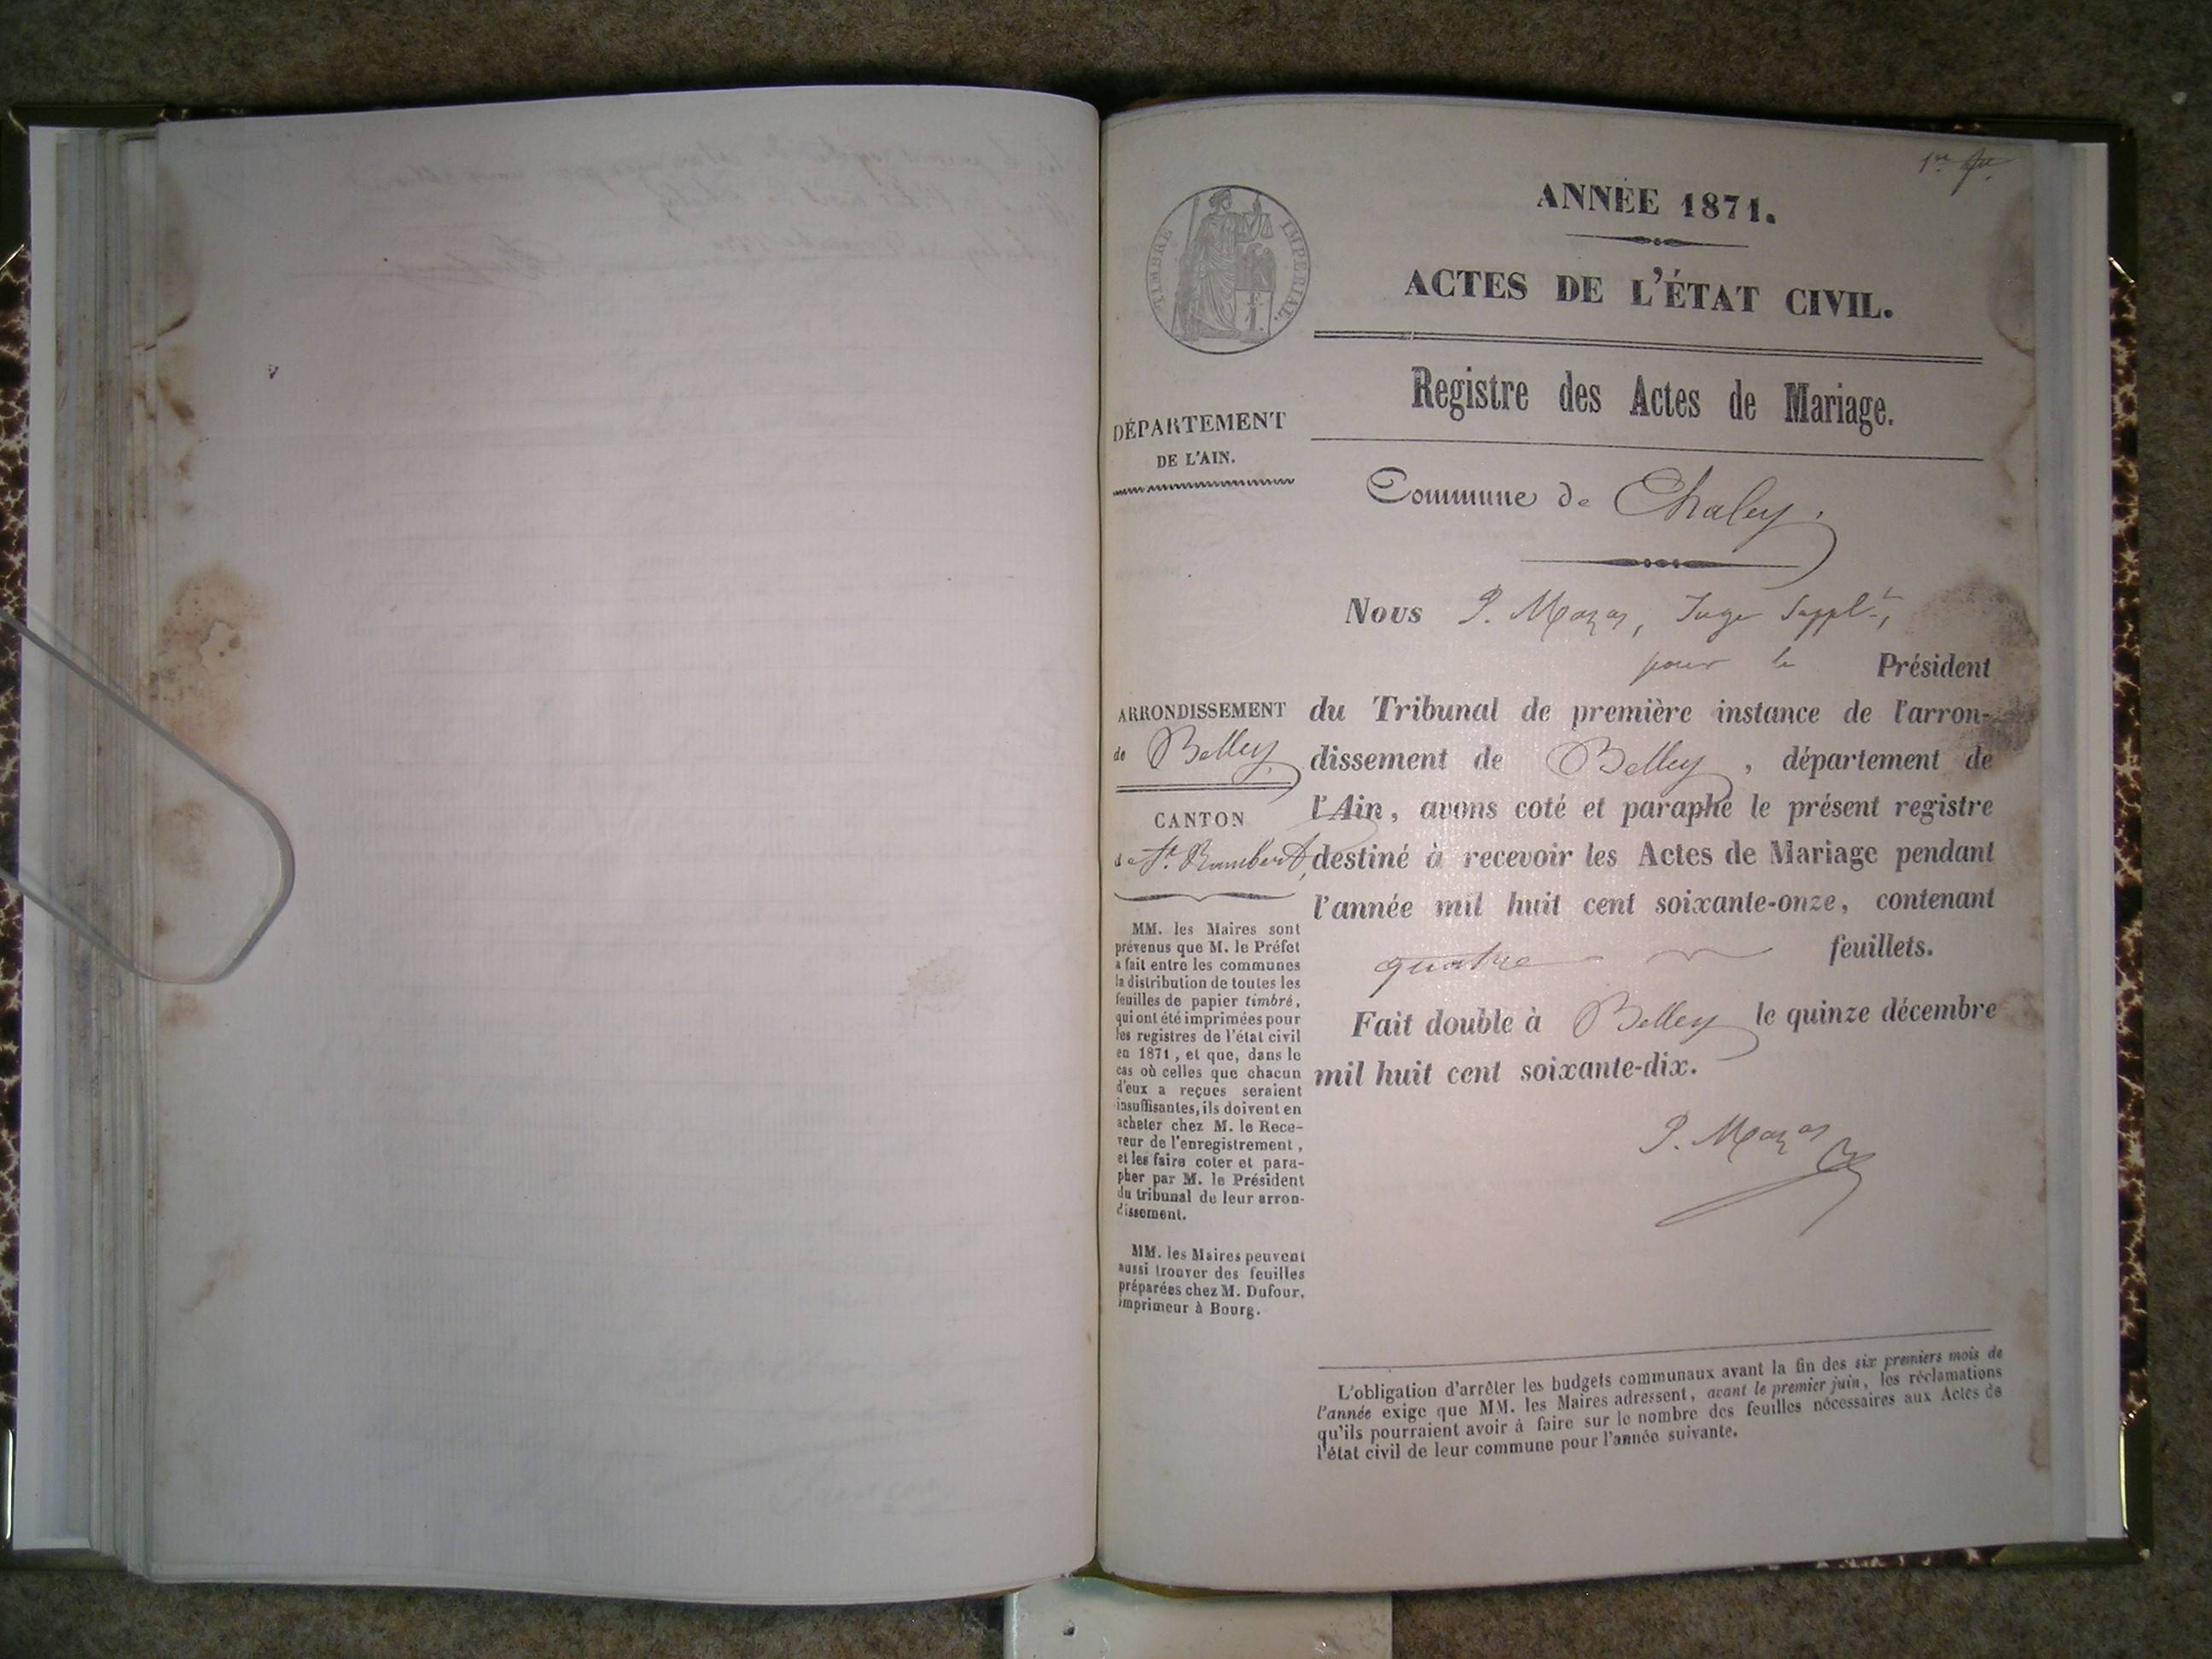 ANNÉE 1871.
ACTES DE L'ÉTAT CIVIL.
Registre des Actes de Mariage.
Commune de Chaley.
Nous P. Mazas, Juge Suppl.t,
pour le Président
du Tribunal de première instance de l'arron-
dissement de Belley, département de
l'Ain, avons coté et paraphé le présent registre
destiné à recevoir les Actes de Mariage pendant
l'année mil huit cent soixante-onze, contenant
quatre feuillets.
Fait double à Belley le quinze décembre
mil huit cent soixante-dix.
P. Mazas
TIMBRE IMPÉRIAL.
DÉPARTEMENT
DE L'AIN.
ARRONDISSEMENT
de Belley
CANTON
de St. Rambert,
MM. les Maires sont
prévenus que M. le Préfet
a fait entre les communes
la distribution de toutes les
feuilles de papier timbré,
qui ont été imprimées pour
les registres de l'état civil
en 1871, et que, dans le
cas où celles que chacun
d'eux a reçues seraient
insuffisantes, ils doivent en
acheter chez M. le Rece-
veur de l'enregistrement,
et les faire coter et para-
pher par M. le Président
du tribunal de leur arron-
dissement.
MM. les Maires peuvent
aussi trouver des feuilles
préparées chez M. Dufour,
imprimeur à Bourg.
L'obligation d'arrêter les budgets communaux avant la fin des six premiers mois de
l'année exige que MM. les Maires adressent, avant le premier juin, les réclamations
qu'ils pourraient avoir à faire sur le nombre des feuilles nécessaires aux Actes de
l'état civil de leur commune pour l'année suivante.